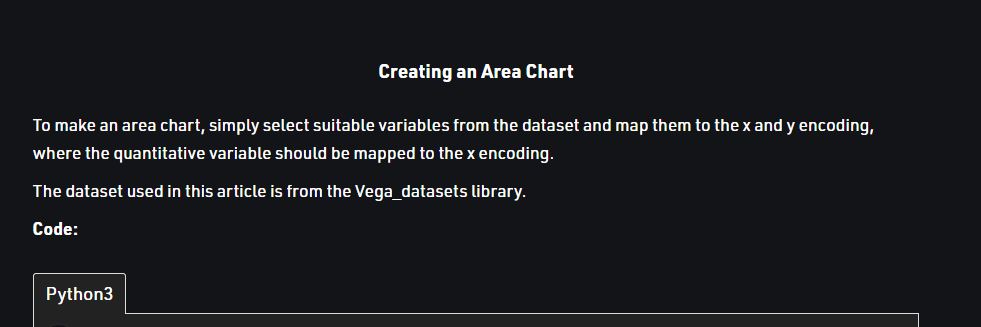 Creating an Area Chart
To make an area chart, simply select suitable variables from the dataset and map them to the x and y encoding,
where the quantitative variable should be mapped to the x encoding.
The dataset used in this article is from the Vega_datasets library.
Code:
Python3